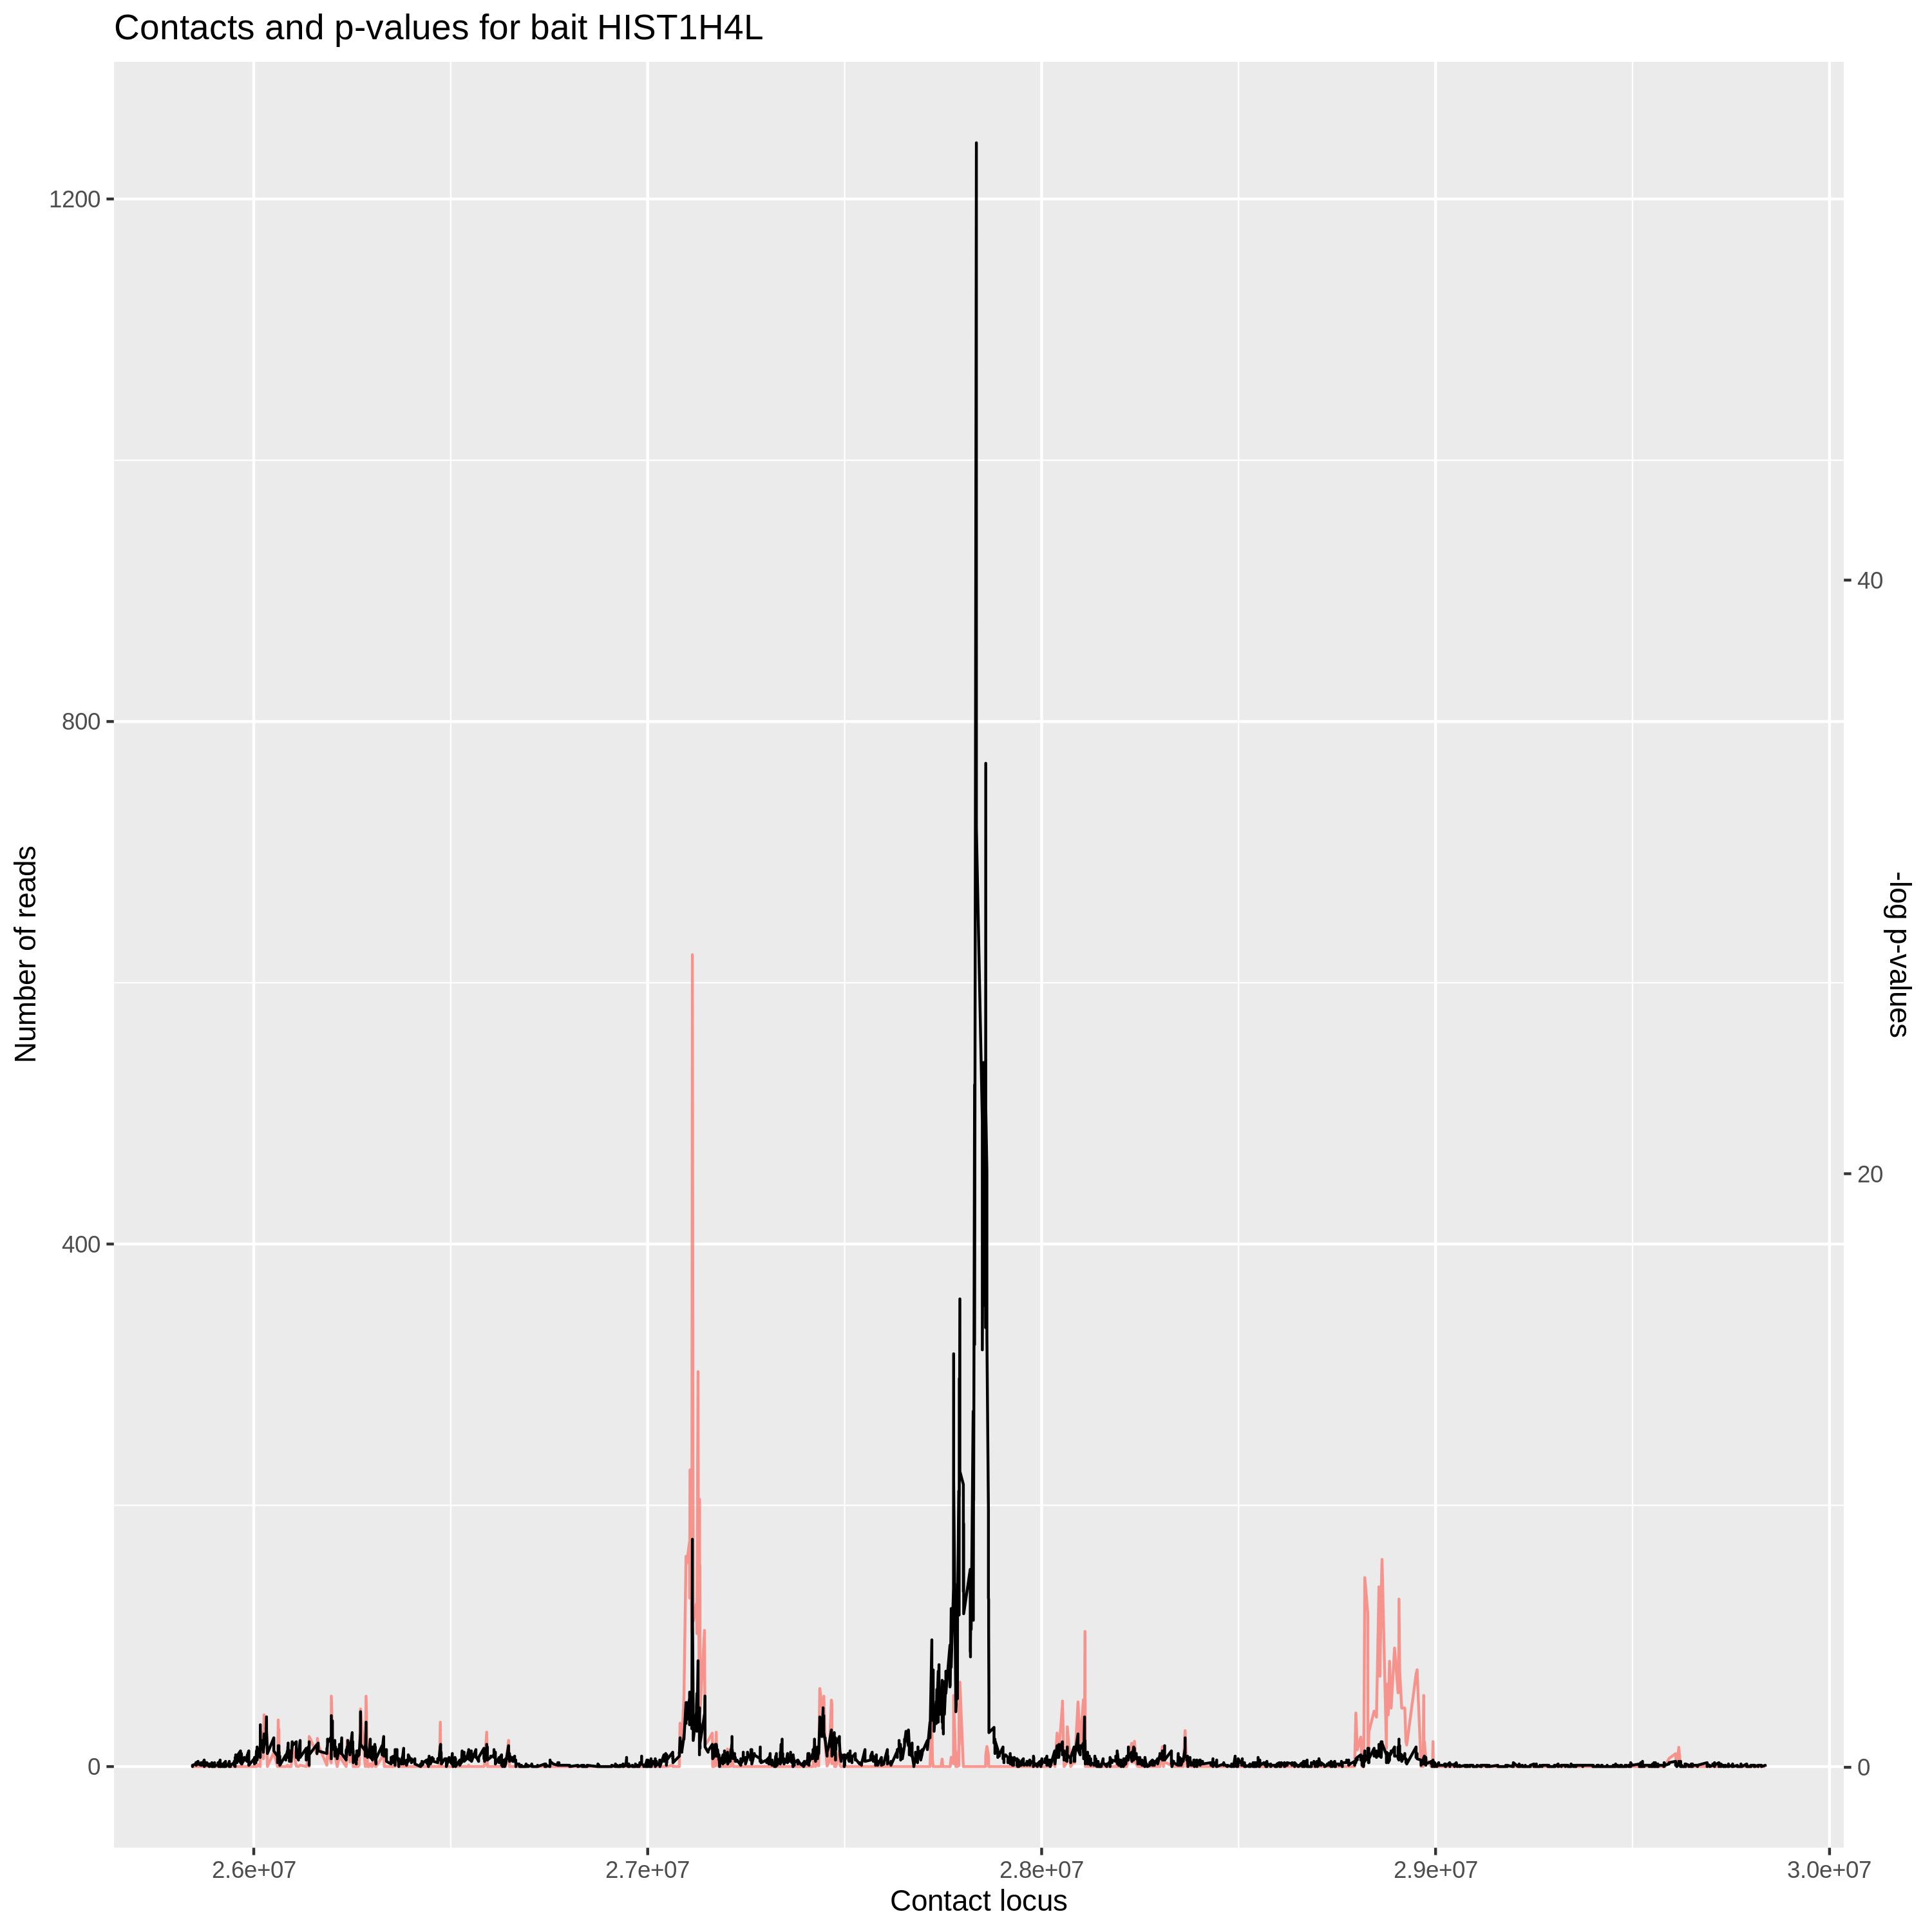 Contacts and p-values for bait HIST1H4L
1200
800
400
0
Number of reads
40
20
0
-log p-values
2.6e+07
2.7e+07
2.8e+07
2.9e+07
3.0e+07
Contact locus